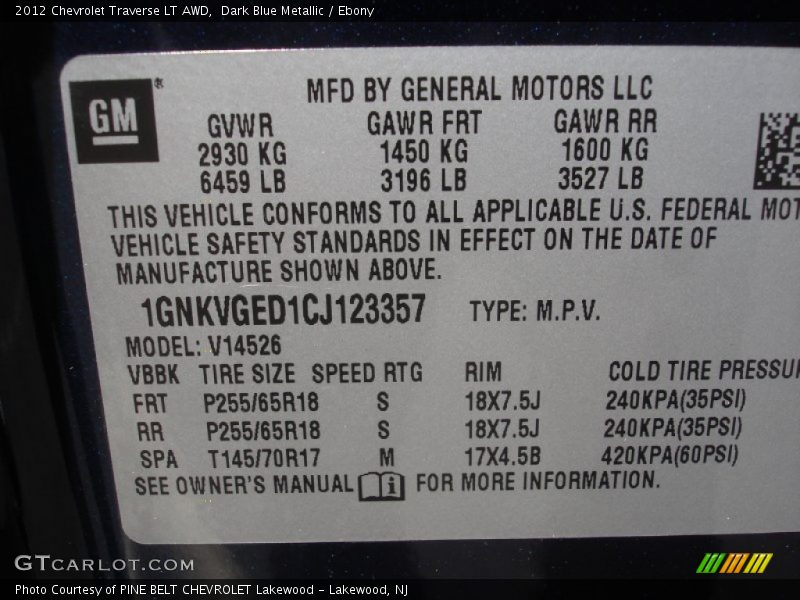 2012 Chevrolet Traverse LT AWD, Dark Blue Metallic / Ebony
GM ®
MFD BY GENERAL MOTORS LLC
GVWR GAWR FRT GAWR RR
2930 KG 1450 KG 1600 KG
6459 LB 3196 LB 3527 LB
THIS VEHICLE CONFORMS TO ALL APPLICABLE U.S. FEDERAL MOT
VEHICLE SAFETY STANDARDS IN EFFECT ON THE DATE OF
MANUFACTURE SHOWN ABOVE.
1GNKVGED1CJ123357 TYPE: M.P.V.
MODEL: V14526
VBBK TIRE SIZE SPEED RTG RIM COLD TIRE PRESSUR
FRT P255/65R18 S 18X7.5J 240KPA(35PSI)
RR P255/65R18 S 18X7.5J 240KPA(35PSI)
SPA T145/70R17 M 17X4.5B 420KPA(60PSI)
SEE OWNER'S MANUAL i FOR MORE INFORMATION.
GTCARLOT.COM
Photo Courtesy of PINE BELT CHEVROLET Lakewood - Lakewood, NJ